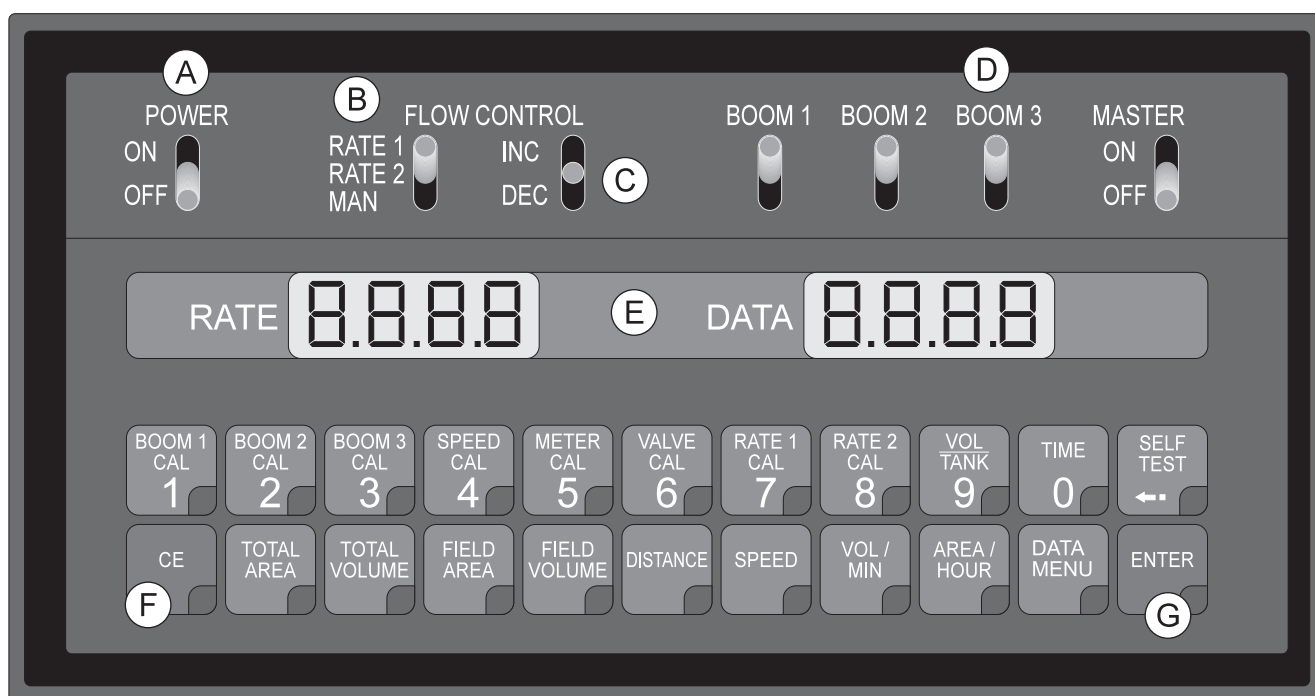 A
POWER
ON
OFF
B
FLOW CONTROL
RATE 1
RATE 2
MAN
INC
DEC
C
D
BOOM 1
BOOM 2
BOOM 3
MASTER
ON
OFF
RATE
8.8.8.8
E
DATA
8.8.8.8
BOOM 1
CAL
1
BOOM 2
CAL
2
BOOM 3
CAL
3
SPEED
CAL
4
METER
CAL
5
VALVE
CAL
6
RATE 1
CAL
7
RATE 2
CAL
8
VOL
TANK
9
TIME
0
SELF
TEST
CE
F
TOTAL
AREA
TOTAL
VOLUME
FIELD
AREA
FIELD
VOLUME
DISTANCE
SPEED
VOL /
MIN
AREA /
HOUR
DATA
MENU
ENTER
G